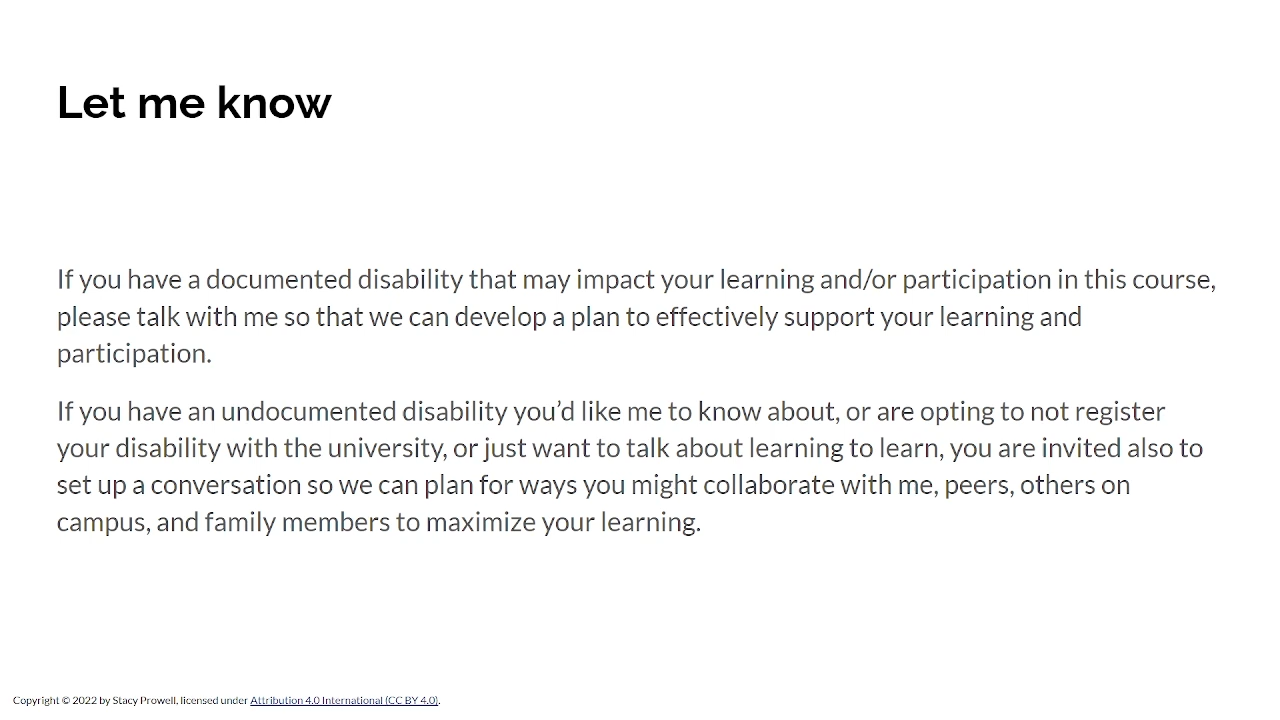 Let me know
If you have a documented disability that may impact your learning and/or participation in this course,
please talk with me so that we can develop a plan to effectively support your learning and
participation.
If you have an undocumented disability you’d like me to know about, or are opting to not register
your disability with the university, or just want to talk about learning to learn, you are invited also to
set up a conversation so we can plan for ways you might collaborate with me, peers, others on
campus, and family members to maximize your learning.
Copyright © 2022 by Stacy Prowell, licensed under Attribution 4.0 International (CC BY 4.0).